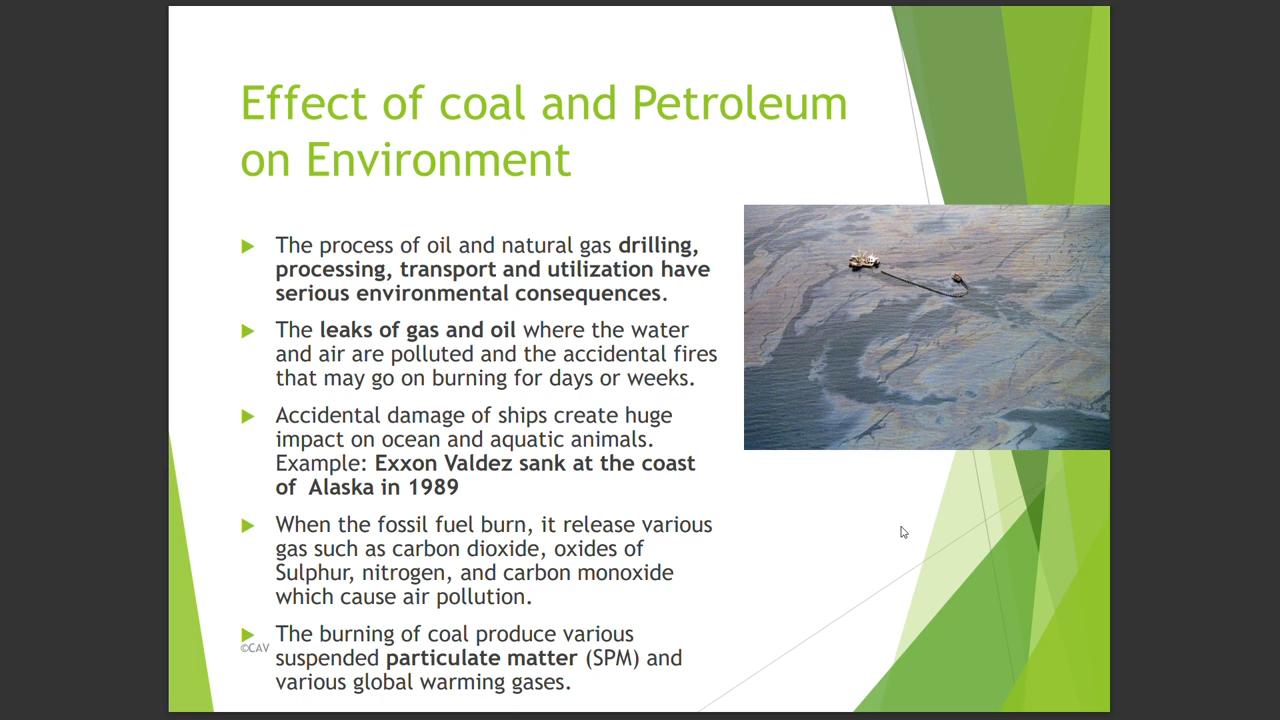 Effect of coal and Petroleum
on Environment
The process of oil and natural gas drilling,
processing, transport and utilization have
serious environmental consequences.
The leaks of gas and oil where the water
and air are polluted and the accidental fires
that may go on burning for days or weeks.
Accidental damage of ships create huge
impact on ocean and aquatic animals.
Example: Exxon Valdez sank at the coast
of  Alaska in 1989
When the fossil fuel burn, it release various
gas such as carbon dioxide, oxides of
Sulphur, nitrogen, and carbon monoxide
which cause air pollution.
The burning of coal produce various
©CAV
suspended particulate matter (SPM) and
various global warming gases.